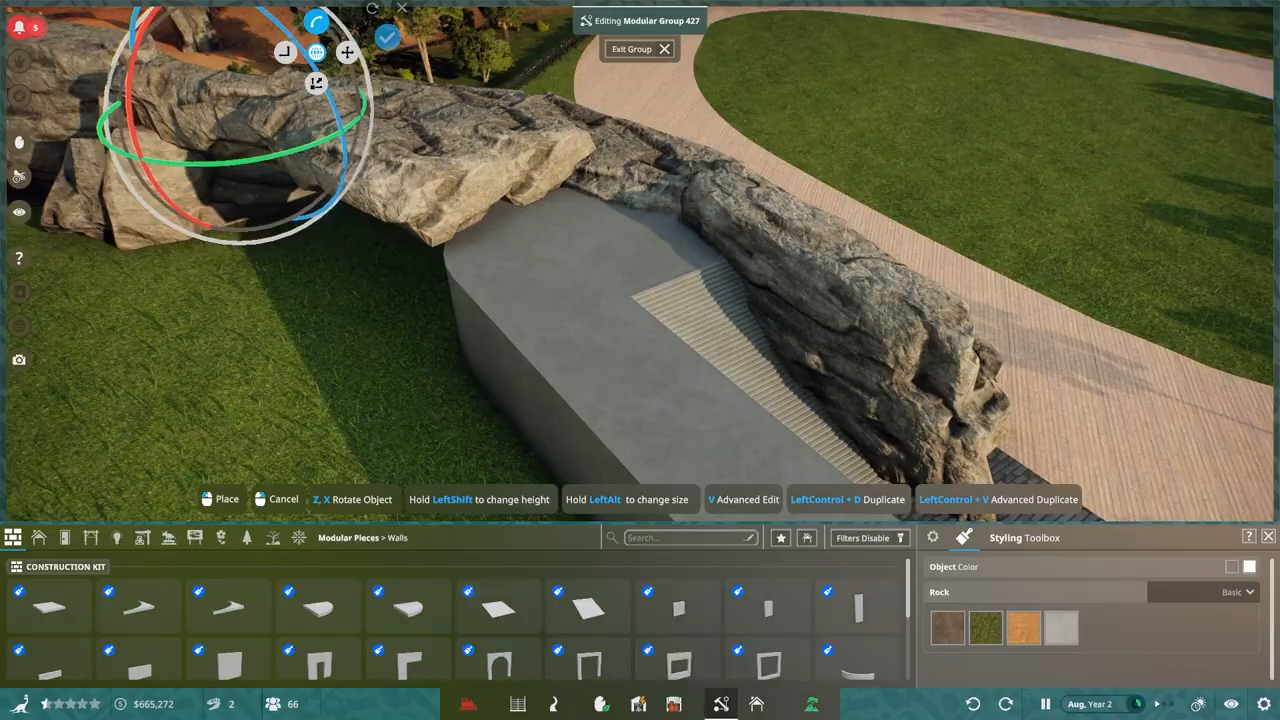 5
Editing Modular Group 427
Exit Group
?
Place
Cancel
Z, X Rotate Object
Hold LeftShift to change height
Hold LeftAlt to change size
V Advanced Edit
LeftControl + D Duplicate
LeftControl + V Advanced Duplicate
Modular Pieces > Walls
Search...
Filters Disable
Styling Toolbox
?
CONSTRUCTION KIT
Object Color
Rock
Basic
$665,272
2
66
Aug, Year 2